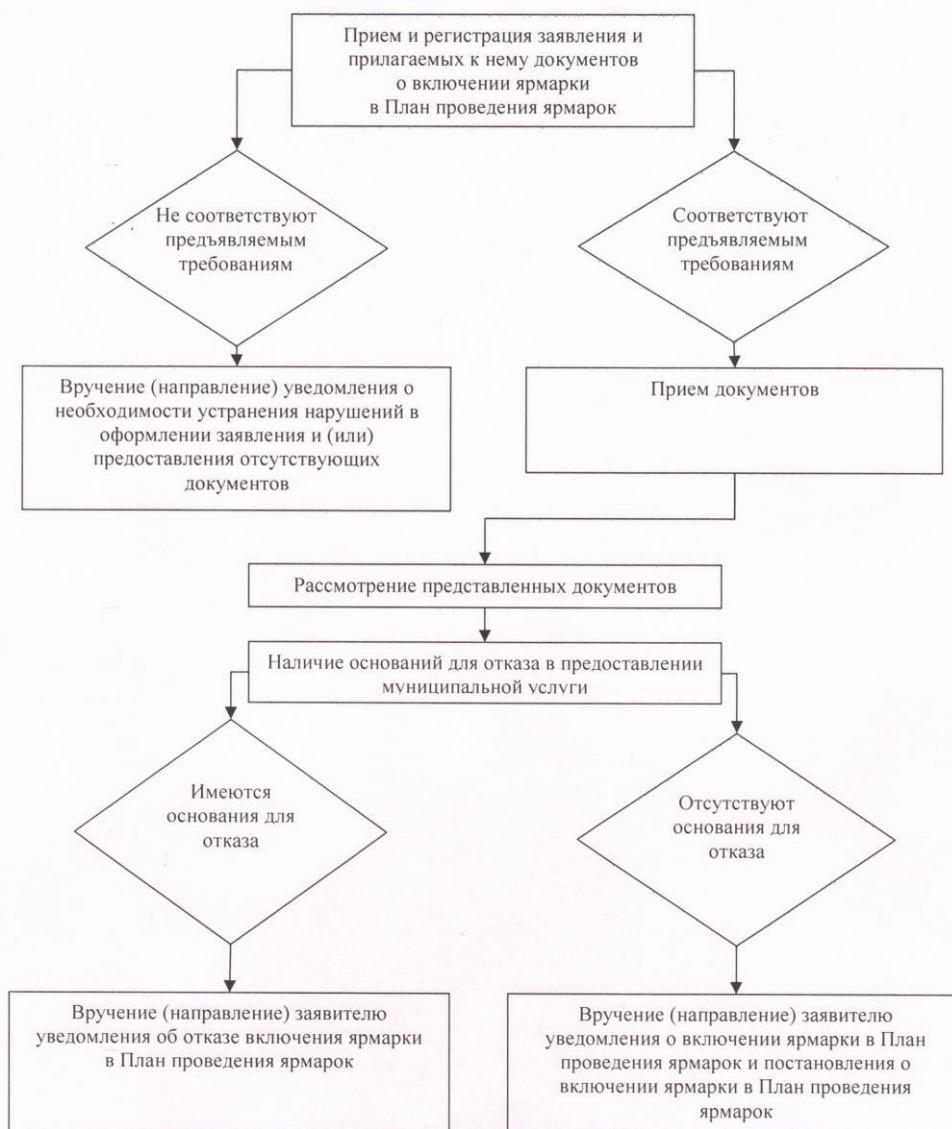 Прием и регистрация заявления и
прилагаемых к нему документов
о включении ярмарки
в План проведения ярмарок
Не соответствуют
предъявляемым
требованиям
Соответствуют
предъявляемым
требованиям
Вручение (направление) уведомления о
необходимости устранения нарушений в
оформлении заявления и (или)
предоставления отсутствующих
документов
Прием документов
Рассмотрение представленных документов
Наличие оснований для отказа в предоставлении
муниципальной услуги
Имеются
основания для
отказа
Отсутствуют
основания для
отказа
Вручение (направление) заявителю
уведомления об отказе включения ярмарки
в План проведения ярмарок
Вручение (направление) заявителю
уведомления о включении ярмарки в План
проведения ярмарок и постановления о
включении ярмарки в План проведения
ярмарок